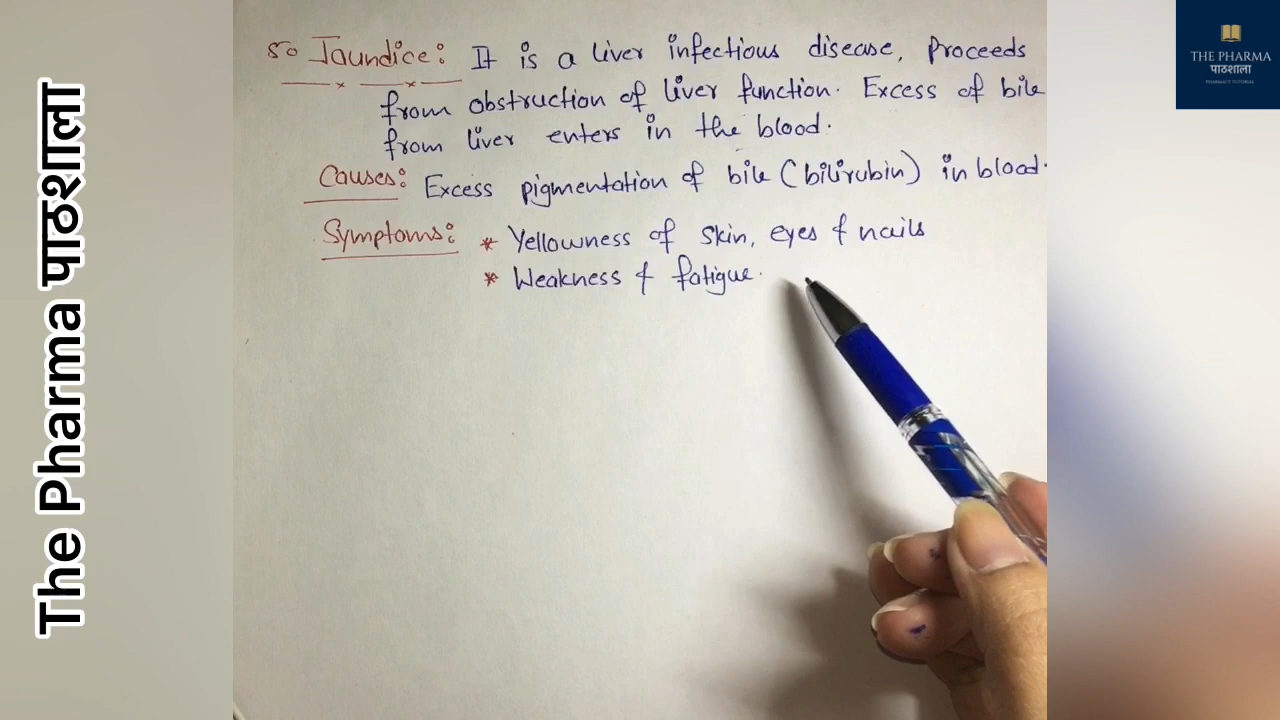 50 Jaundice: It is a liver infectious disease, Proceeds
from obstruction of liver function. Excess of bile
from liver enters in the blood.
Causes: Excess pigmentation of bile (bilirubin) in blood.
Symptoms: * Yellowness of skin, eyes & nails
* Weakness & fatigue.
The Pharma पाठशाला
THE PHARMA
पाठशाला
PHARMACY TUTORIAL